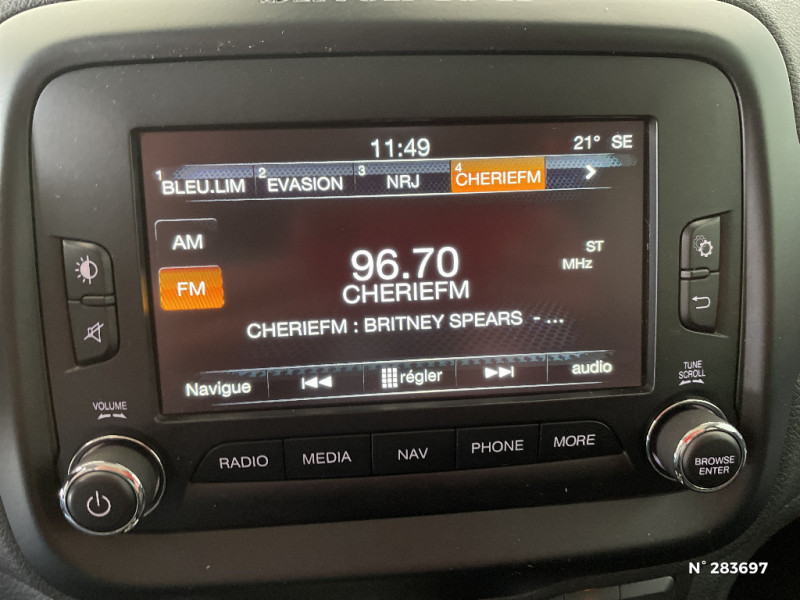 11:49 21° SE
1 BLEU.LIM 2 EVASION 3 NRJ 4 CHERIEFM
AM
96.70 ST
MHz
FM
CHERIEFM
CHERIEFM : BRITNEY SPEARS - ...
Navigue régler audio
VOLUME
TUNE
SCROLL
RADIO MEDIA NAV PHONE MORE
BROWSE
ENTER
N° 283697